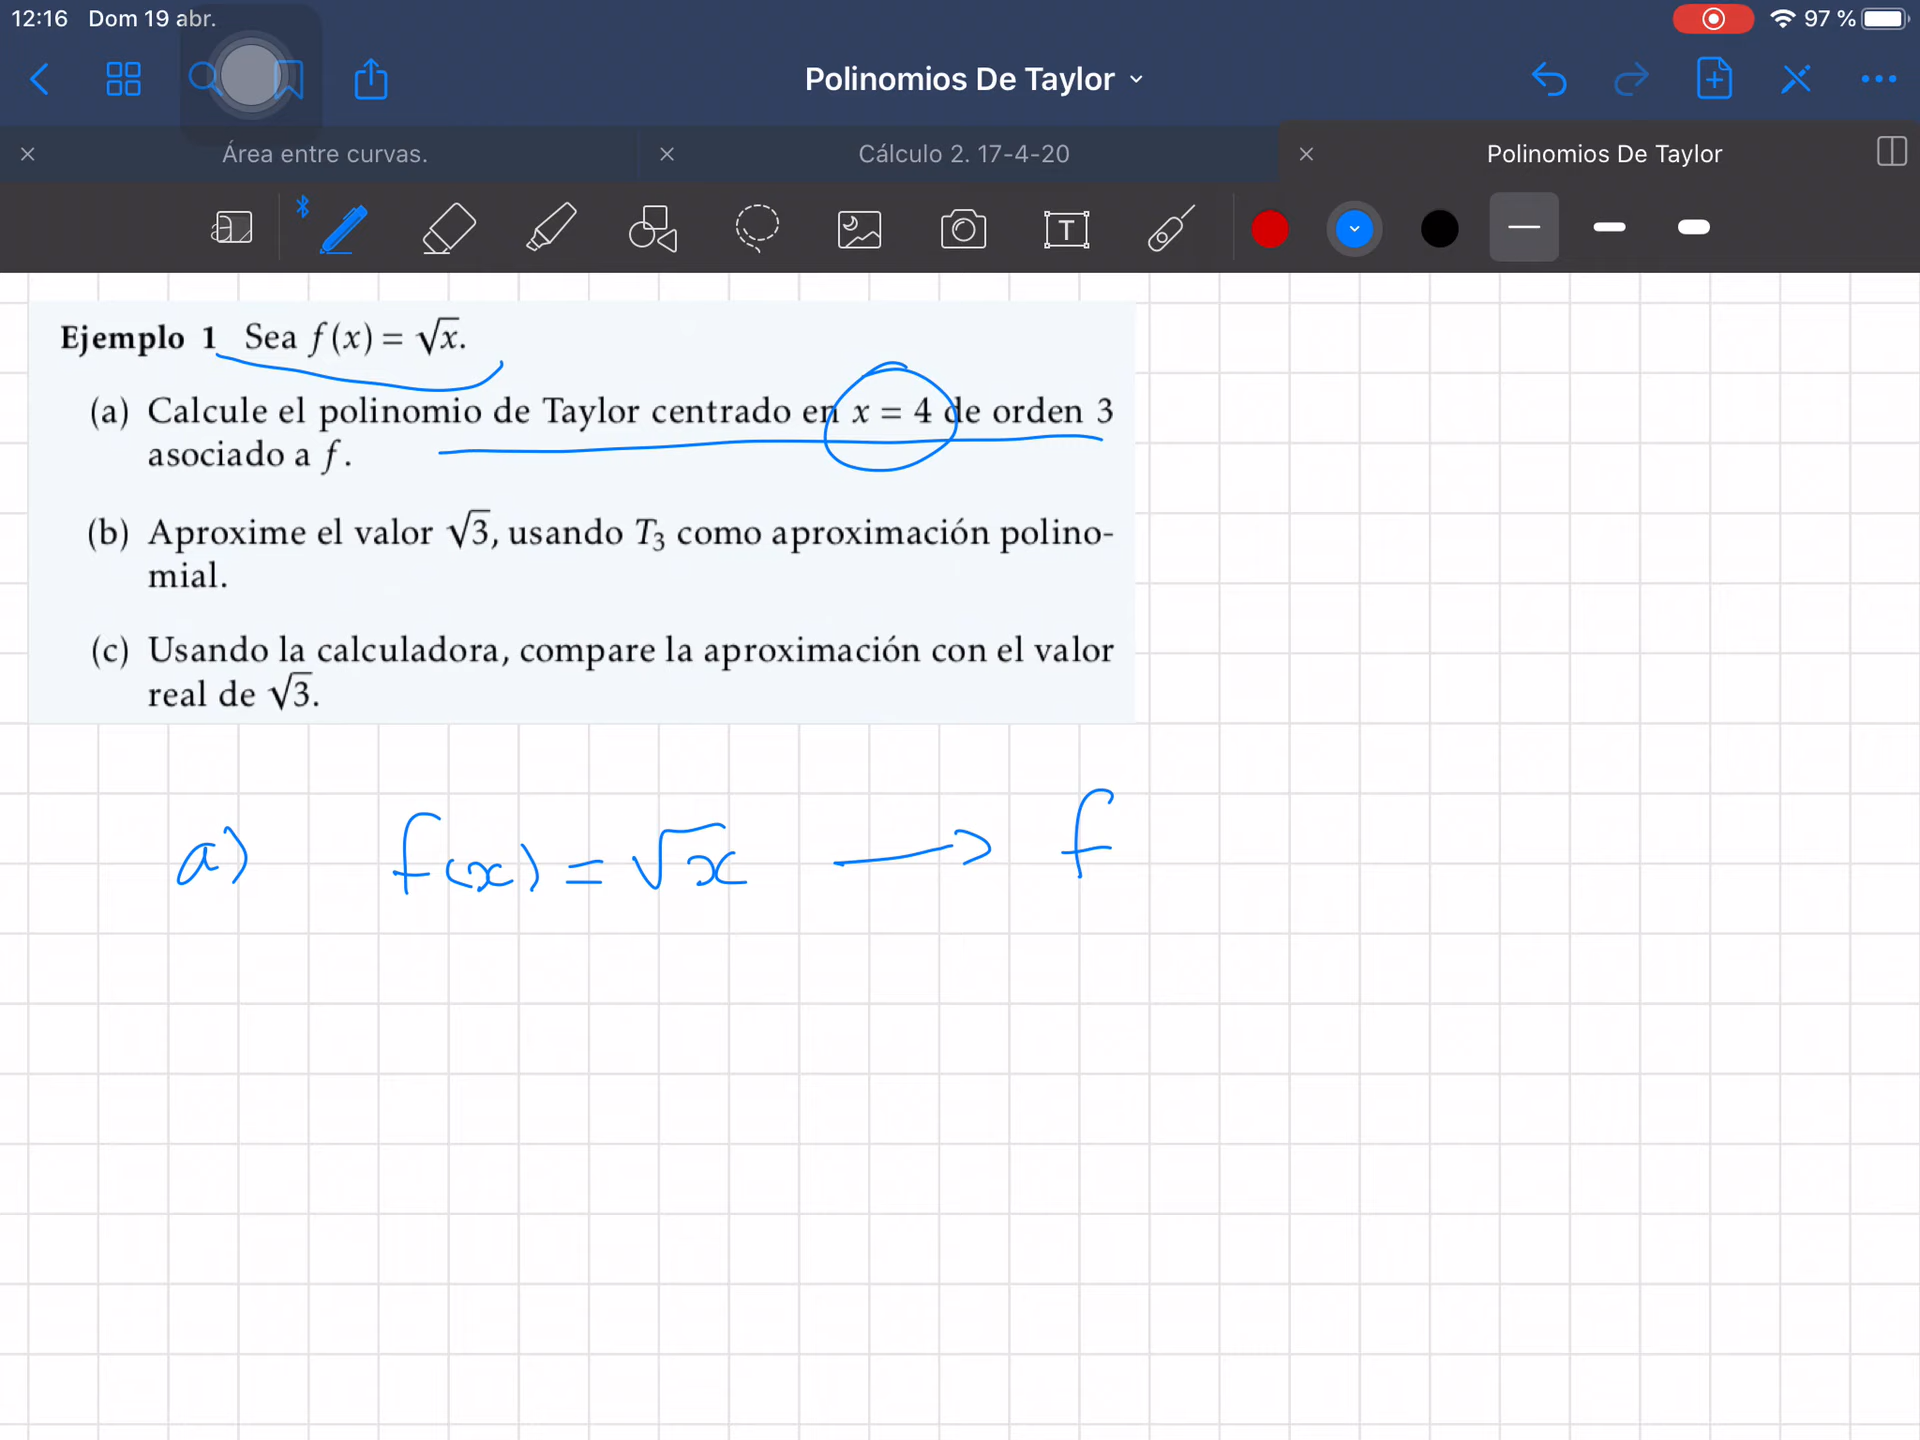 12:16 Dom 19 abr.
97 %
Polinomios De Taylor
Área entre curvas.
Cálculo 2. 17-4-20
Polinomios De Taylor
T
Ejemplo 1 Sea f(x) = √x.
(a) Calcule el polinomio de Taylor centrado en x = 4 de orden 3
asociado a f.
(b) Aproxime el valor √3, usando T₃ como aproximación polino-
mial.
(c) Usando la calculadora, compare la aproximación con el valor
real de √3.
a) f(x) = √x → f